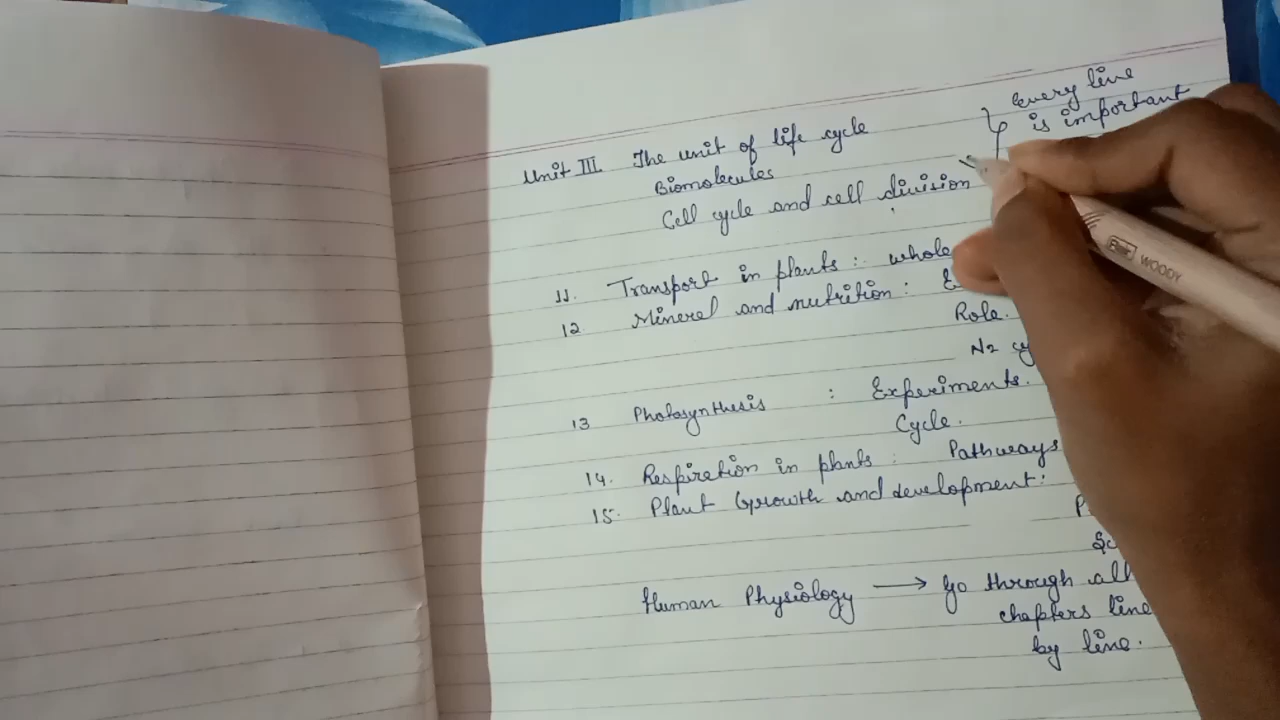 Every line
is important
Unit III The unit of life cycle
Biomolecules
Cell cycle and cell division
11. Transport in plants : whole
12 Mineral and nutrition :
Role.
N2
13 Photosynthesis : Experiments.
Cycle.
14. Respiration in plants : Pathways
15. Plant Growth and development :
Human Physiology → Go through all
chapters line
by line.
WOODY